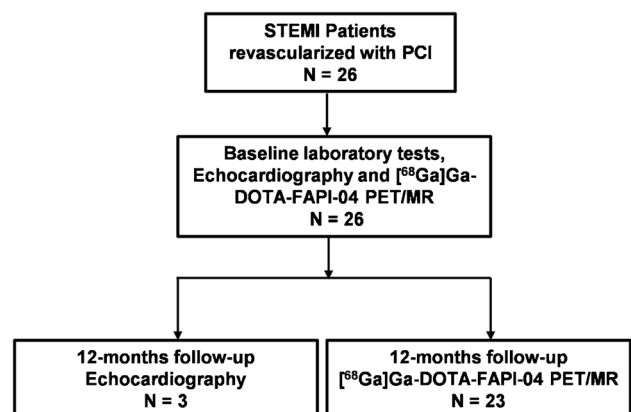 STEMI Patients
revascularized with PCI
N = 26
Baseline laboratory tests,
Echocardiography and [⁶⁸Ga]Ga-
DOTA-FAPI-04 PET/MR
N = 26
12-months follow-up
Echocardiography
N = 3
12-months follow-up
[⁶⁸Ga]Ga-DOTA-FAPI-04 PET/MR
N = 23